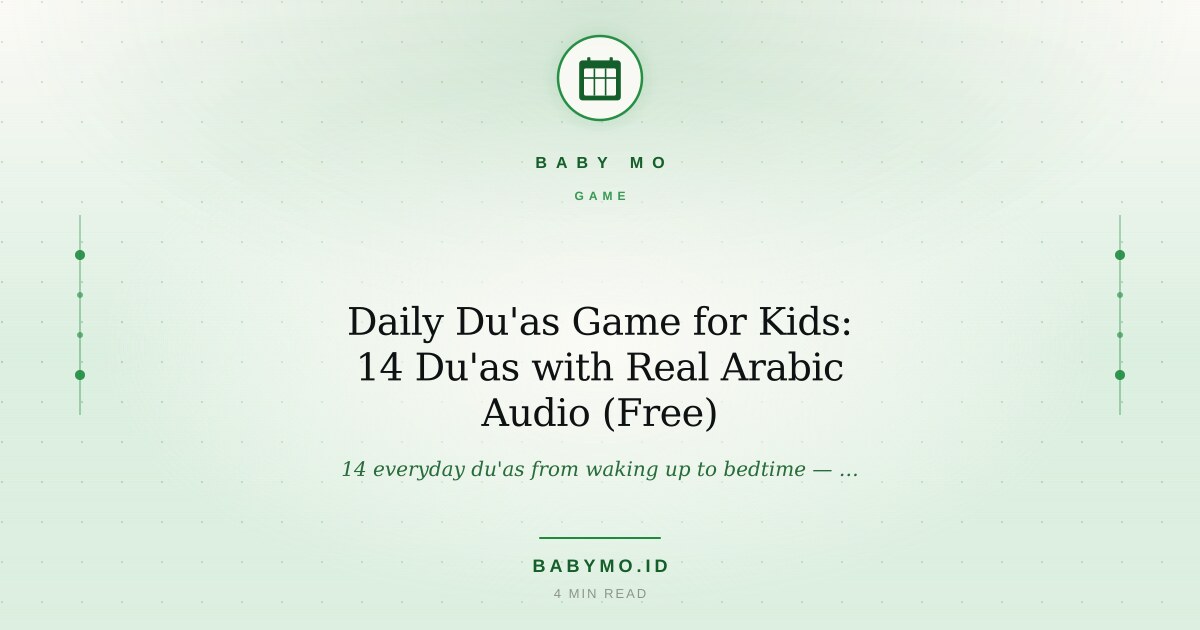 BABY MO
GAME
Daily Du'as Game for Kids:
14 Du'as with Real Arabic
Audio (Free)
14 everyday du'as from waking up to bedtime — ...
BABYMO.ID
4 MIN READ